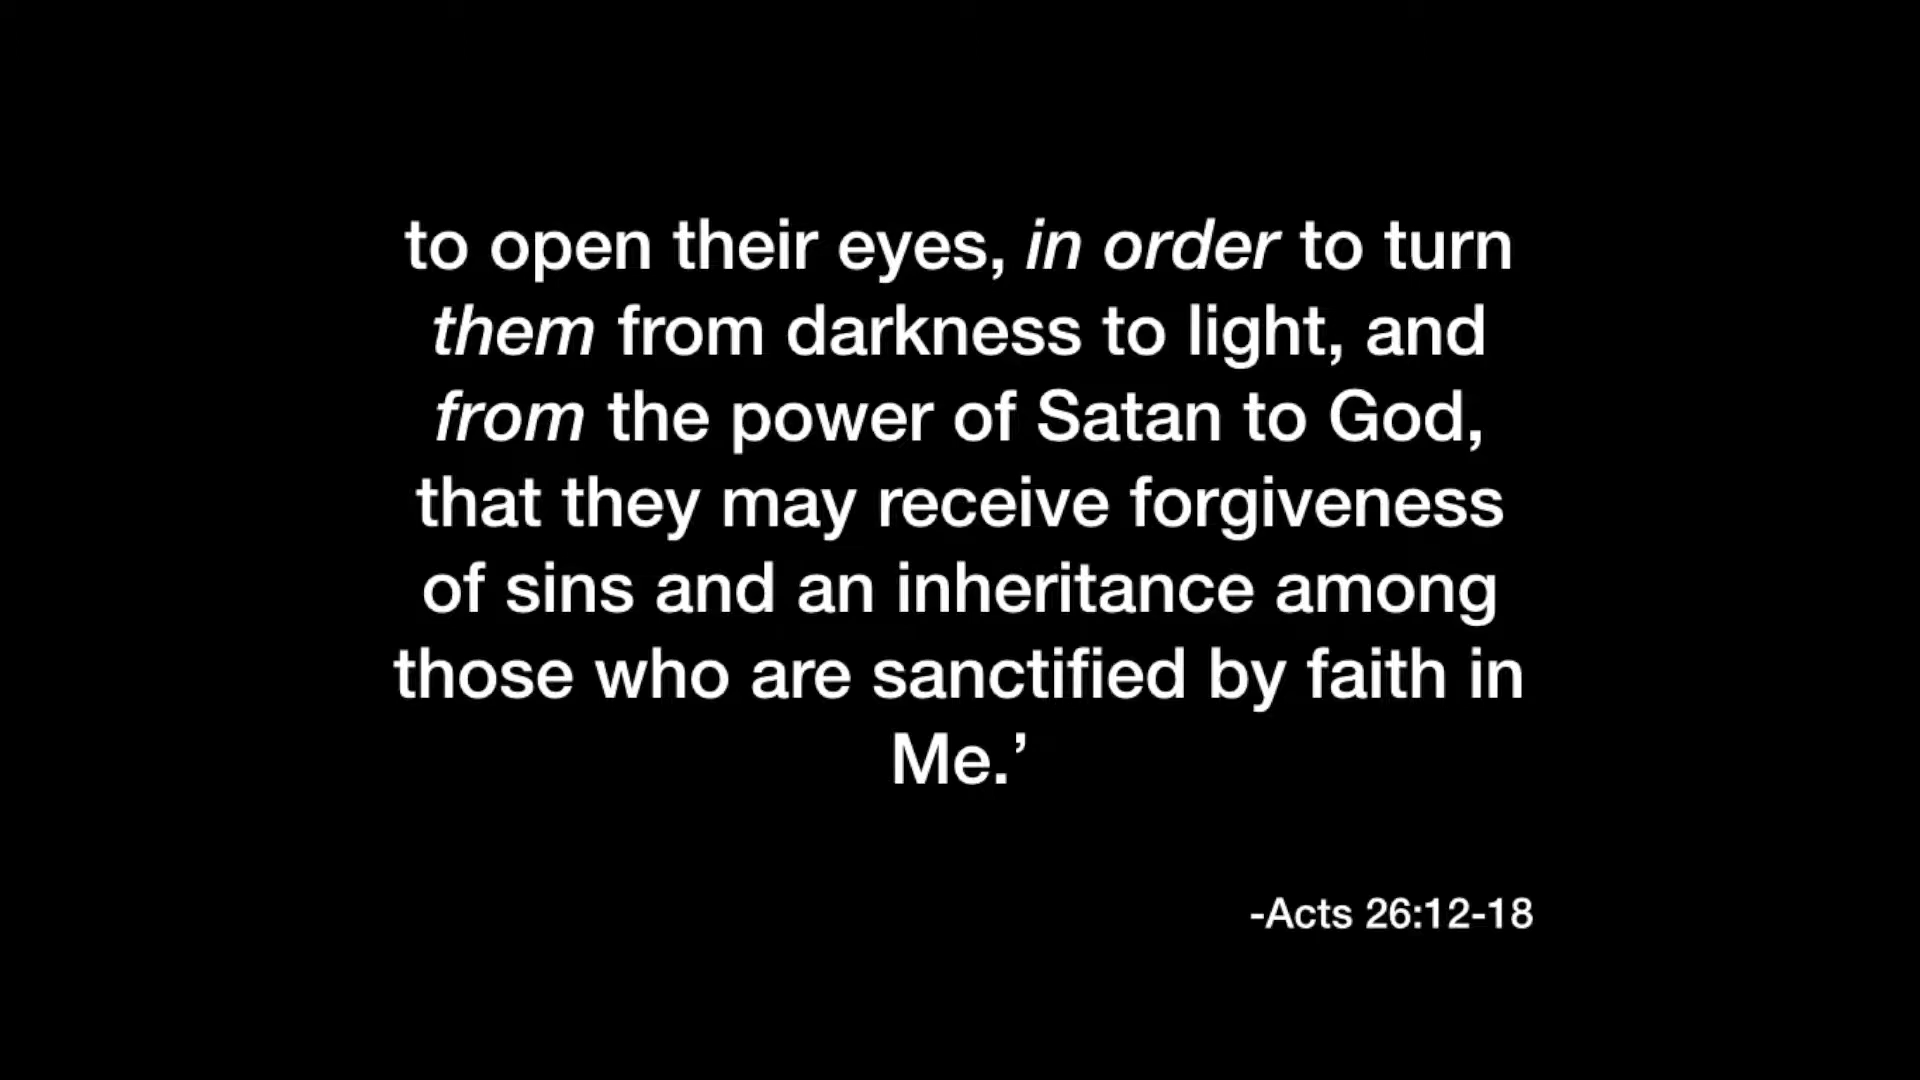 to open their eyes, in order to turn
them from darkness to light, and
from the power of Satan to God,
that they may receive forgiveness
of sins and an inheritance among
those who are sanctified by faith in
Me.’
-Acts 26:12-18